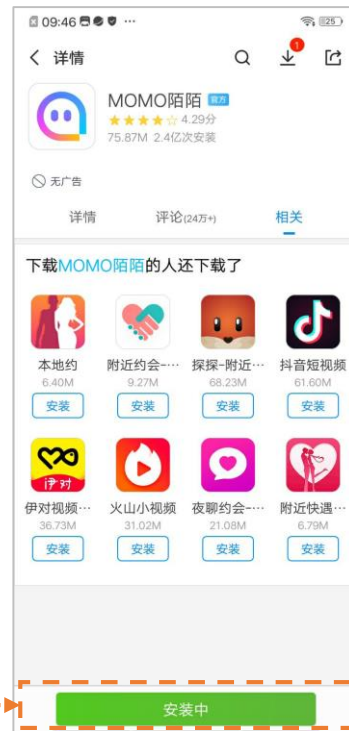 09:46 ··· 25
详情
1
MOMO陌陌 官方
4.29分
75.87M 2.4亿次安装
无广告
详情 评论(24万+) 相关
下载MOMO陌陌的人还下载了
本地约 附近约会-··· 探探-附近··· 抖音短视频
6.40M 9.27M 68.23M 61.60M
安装 安装 安装 安装
伊对
伊对视频··· 火山小视频 夜聊约会-··· 附近快遇···
36.73M 31.02M 21.08M 6.79M
安装 安装 安装 安装
安装中